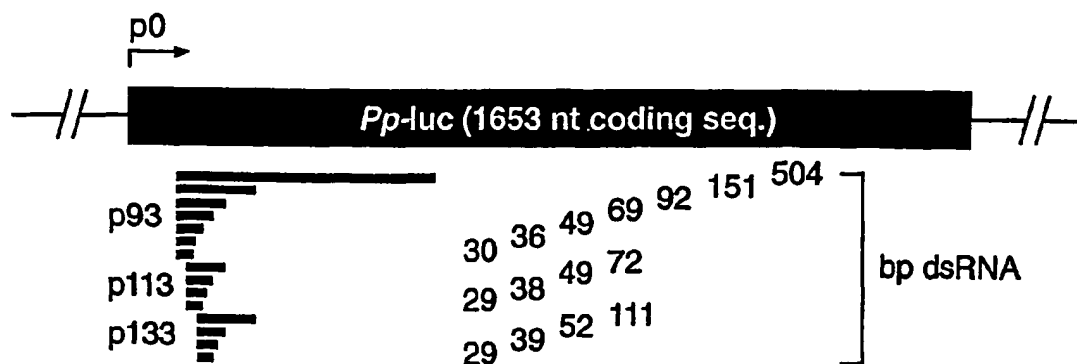 p0
Pp-luc (1653 nt coding seq.)
p93
30 36 49 69 92 151 504
p113
29 38 49 72
p133
29 39 52 111
bp dsRNA